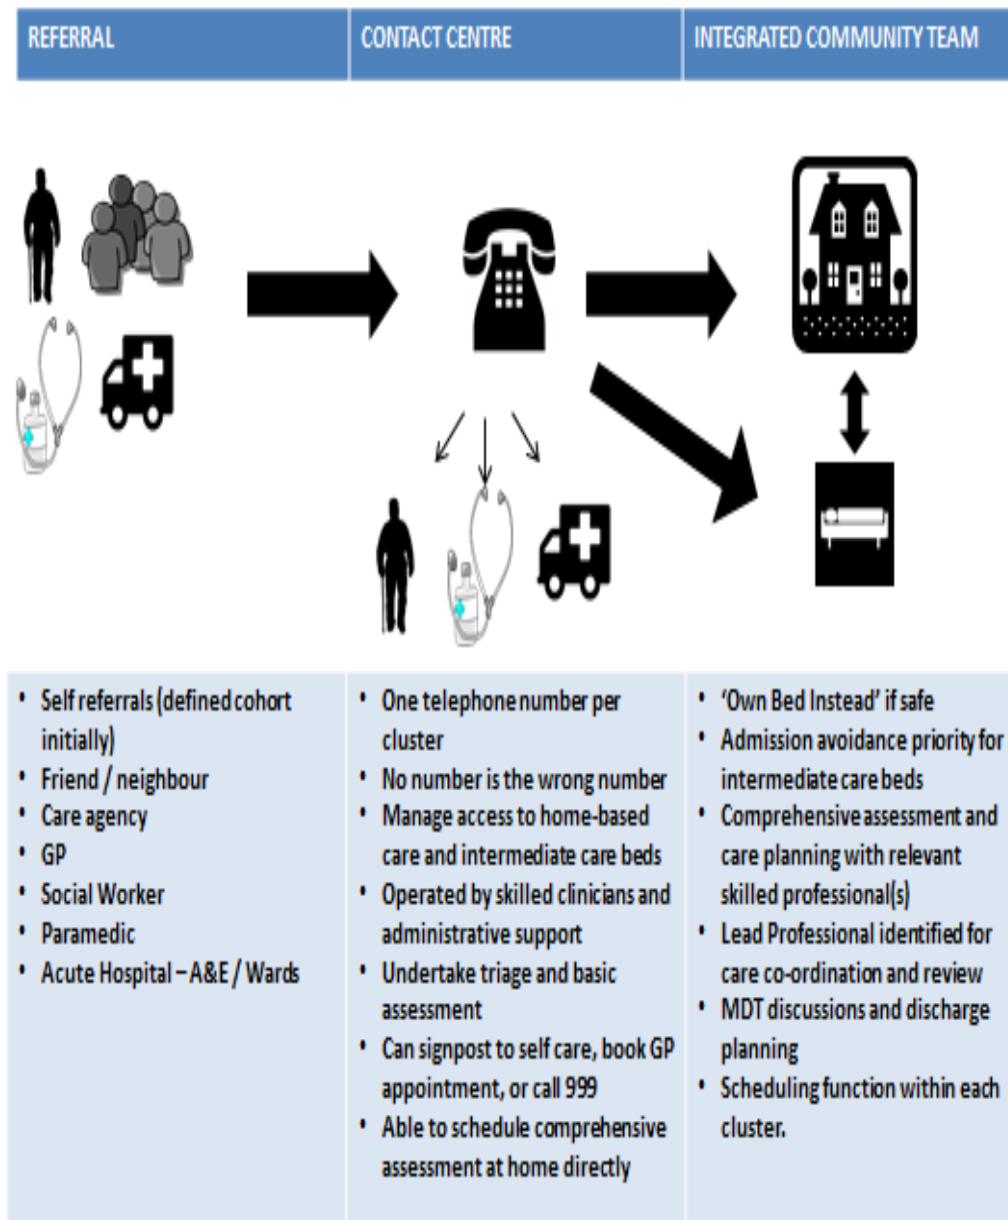 REFERRAL
CONTACT CENTRE
INTEGRATED COMMUNITY TEAM
• Self referrals (defined cohort
initially)
• Friend / neighbour
• Care agency
• GP
• Social Worker
• Paramedic
• Acute Hospital – A&E / Wards
• One telephone number per
cluster
• No number is the wrong number
• Manage access to home-based
care and intermediate care beds
• Operated by skilled clinicians and
administrative support
• Undertake triage and basic
assessment
• Can signpost to self care, book GP
appointment, or call 999
• Able to schedule comprehensive
assessment at home directly
• ‘Own Bed Instead’ if safe
• Admission avoidance priority for
intermediate care beds
• Comprehensive assessment and
care planning with relevant
skilled professional(s)
• Lead Professional identified for
care co-ordination and review
• MDT discussions and discharge
planning
• Scheduling function within each
cluster.